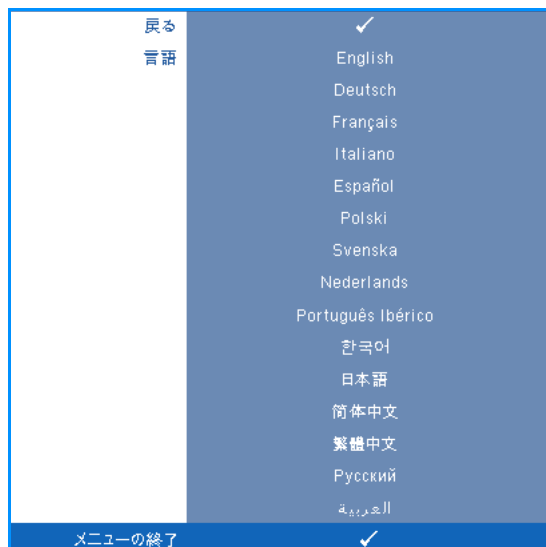 戻る ✓
言語 English
Deutsch
Français
Italiano
Español
Polski
Svenska
Nederlands
Português Ibérico
한국어
日本語
简体中文
繁體中文
Русский
العربية
メニューの終了 ✓